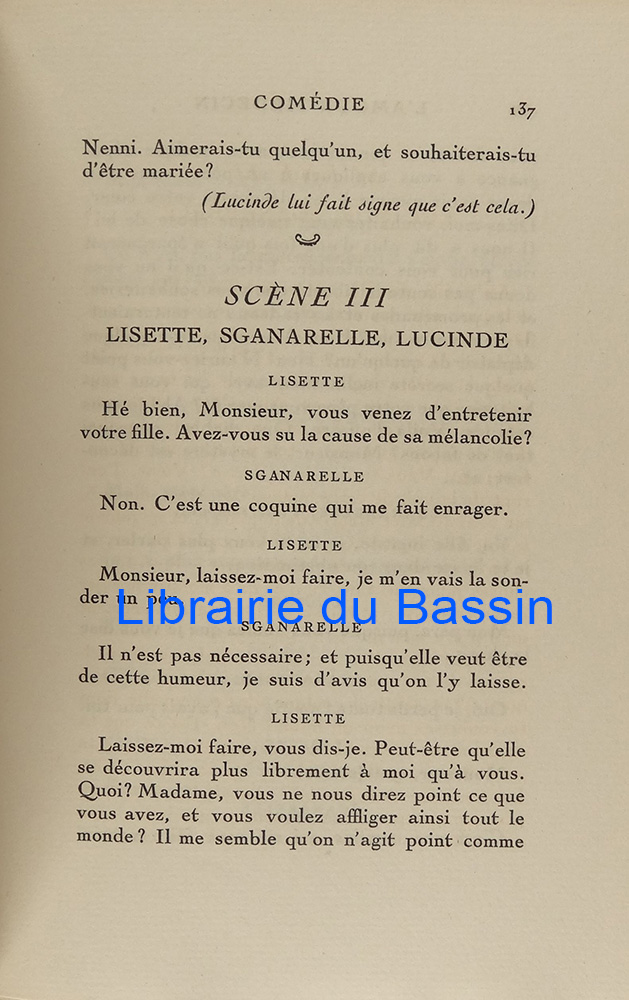 COMÉDIE 137
Nenni. Aimerais-tu quelqu'un, et souhaiterais-tu
d'être mariée?
(Lucinde lui fait signe que c'est cela.)
SCÈNE III
LISETTE, SGANARELLE, LUCINDE
LISETTE
Hé bien, Monsieur, vous venez d'entretenir
votre fille. Avez-vous su la cause de sa mélancolie?
SGANARELLE
Non. C'est une coquine qui me fait enrager.
LISETTE
Monsieur, laissez-moi faire, je m'en vais la son-
der un peu.
Librairie du Bassin
SGANARELLE
Il n'est pas nécessaire; et puisqu'elle veut être
de cette humeur, je suis d'avis qu'on l'y laisse.
LISETTE
Laissez-moi faire, vous dis-je. Peut-être qu'elle
se découvrira plus librement à moi qu'à vous.
Quoi? Madame, vous ne nous direz point ce que
vous avez, et vous voulez affliger ainsi tout le
monde? Il me semble qu'on n'agit point comme